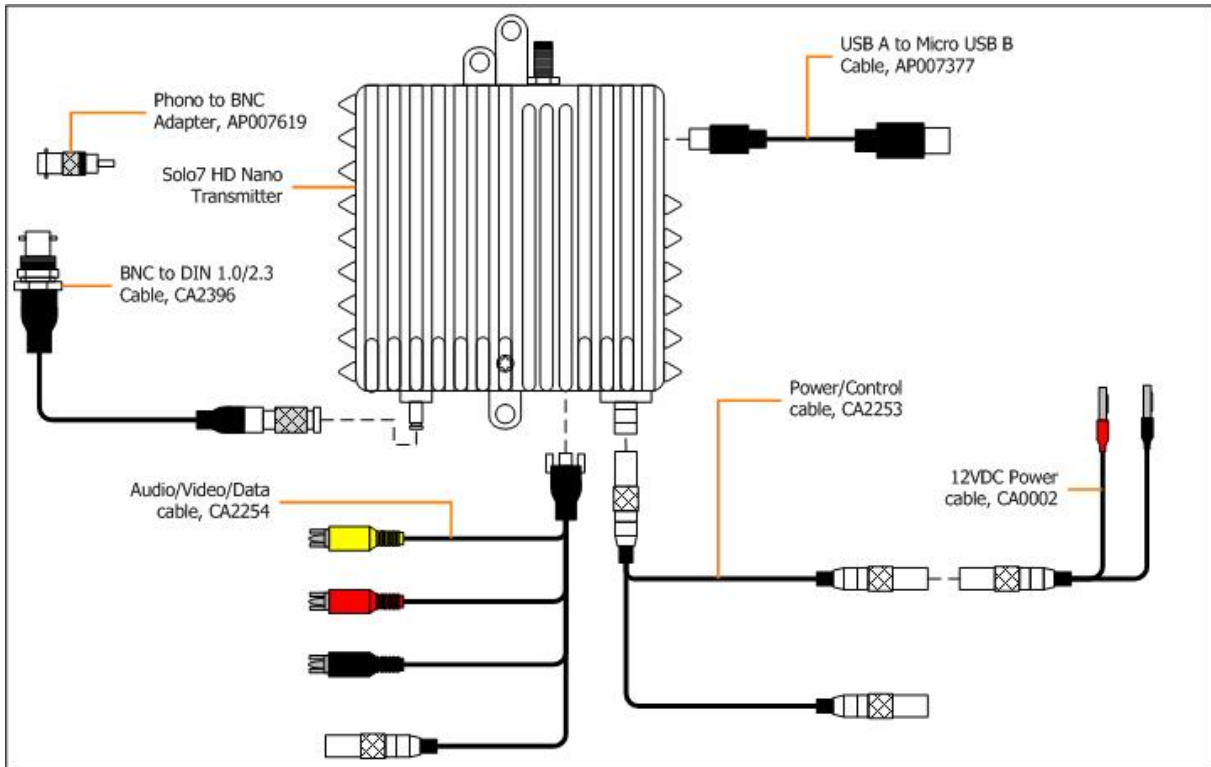 USB A to Micro USB B
Cable, AP007377
Phono to BNC
Adapter, AP007619
Solo7 HD Nano
Transmitter
BNC to DIN 1.0/2.3
Cable, CA2396
Power/Control
cable, CA2253
Audio/Video/Data
cable, CA2254
12VDC Power
cable, CA0002